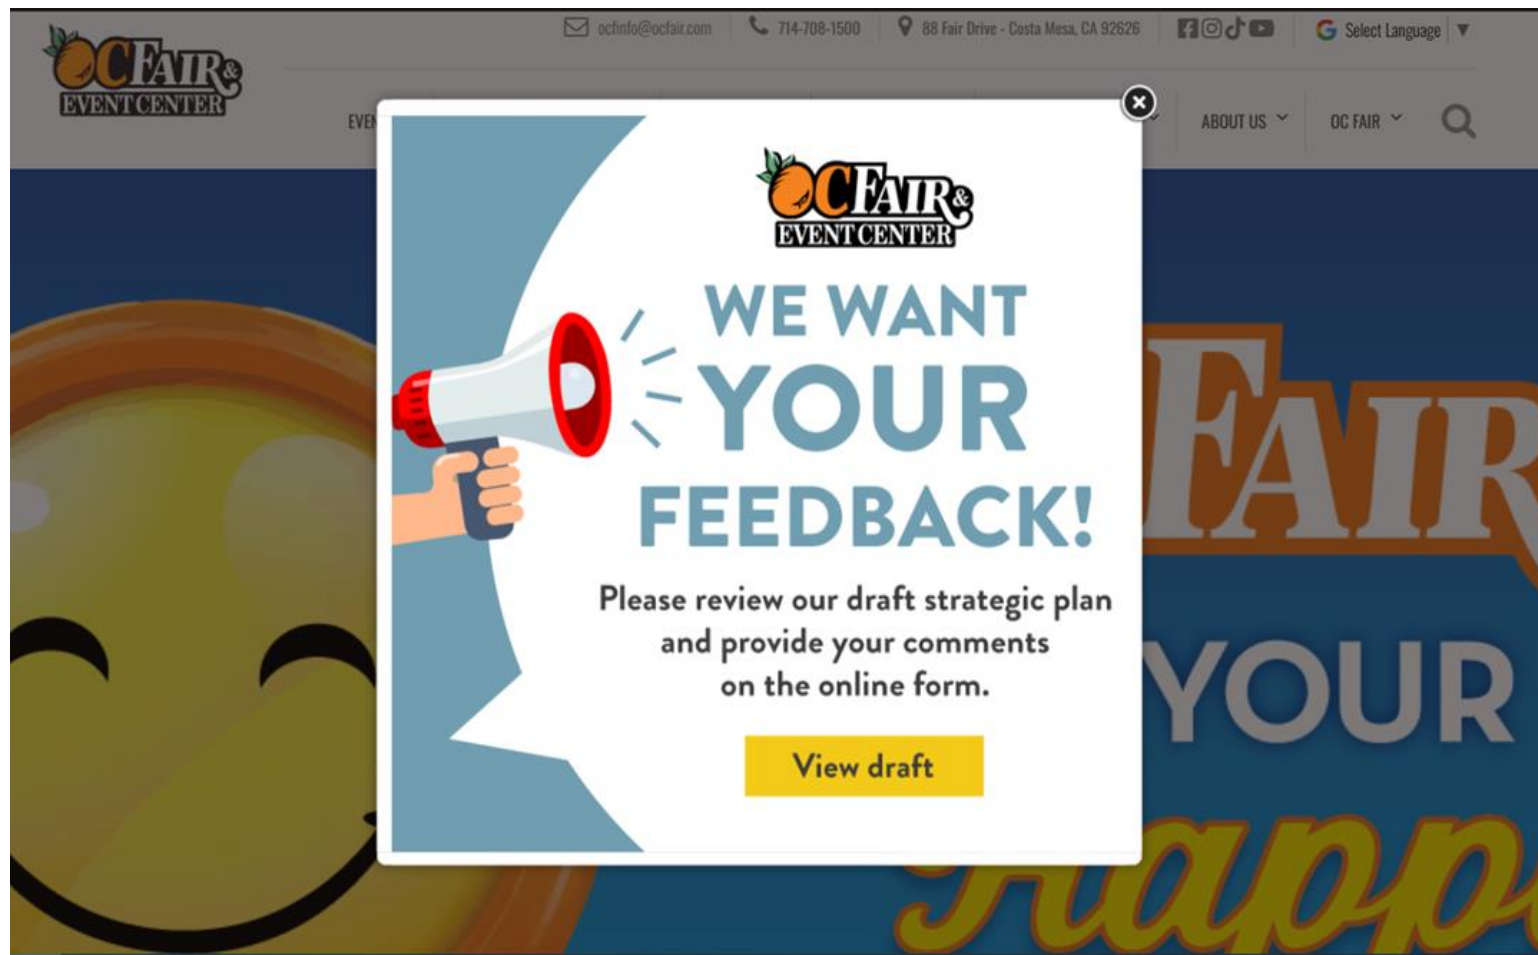 OC FAIR &
EVENT CENTER
ocfinfo@ocfair.com
714-708-1500
88 Fair Drive - Costa Mesa, CA 92626
Select Language ▼
ABOUT US
OC FAIR
OC FAIR &
EVENT CENTER
WE WANT
YOUR
FEEDBACK!
Please review our draft strategic plan
and provide your comments
on the online form.
View draft
FAIR
YOUR